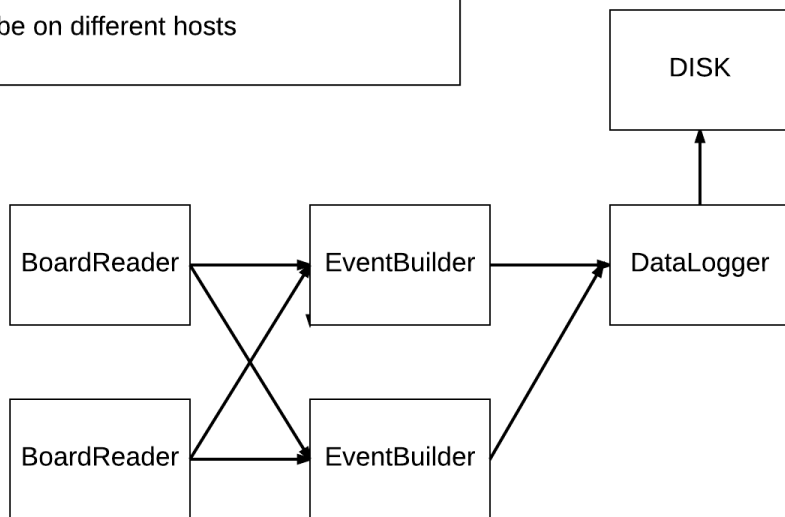 be on different hosts
DISK
BoardReader
EventBuilder
DataLogger
BoardReader
EventBuilder